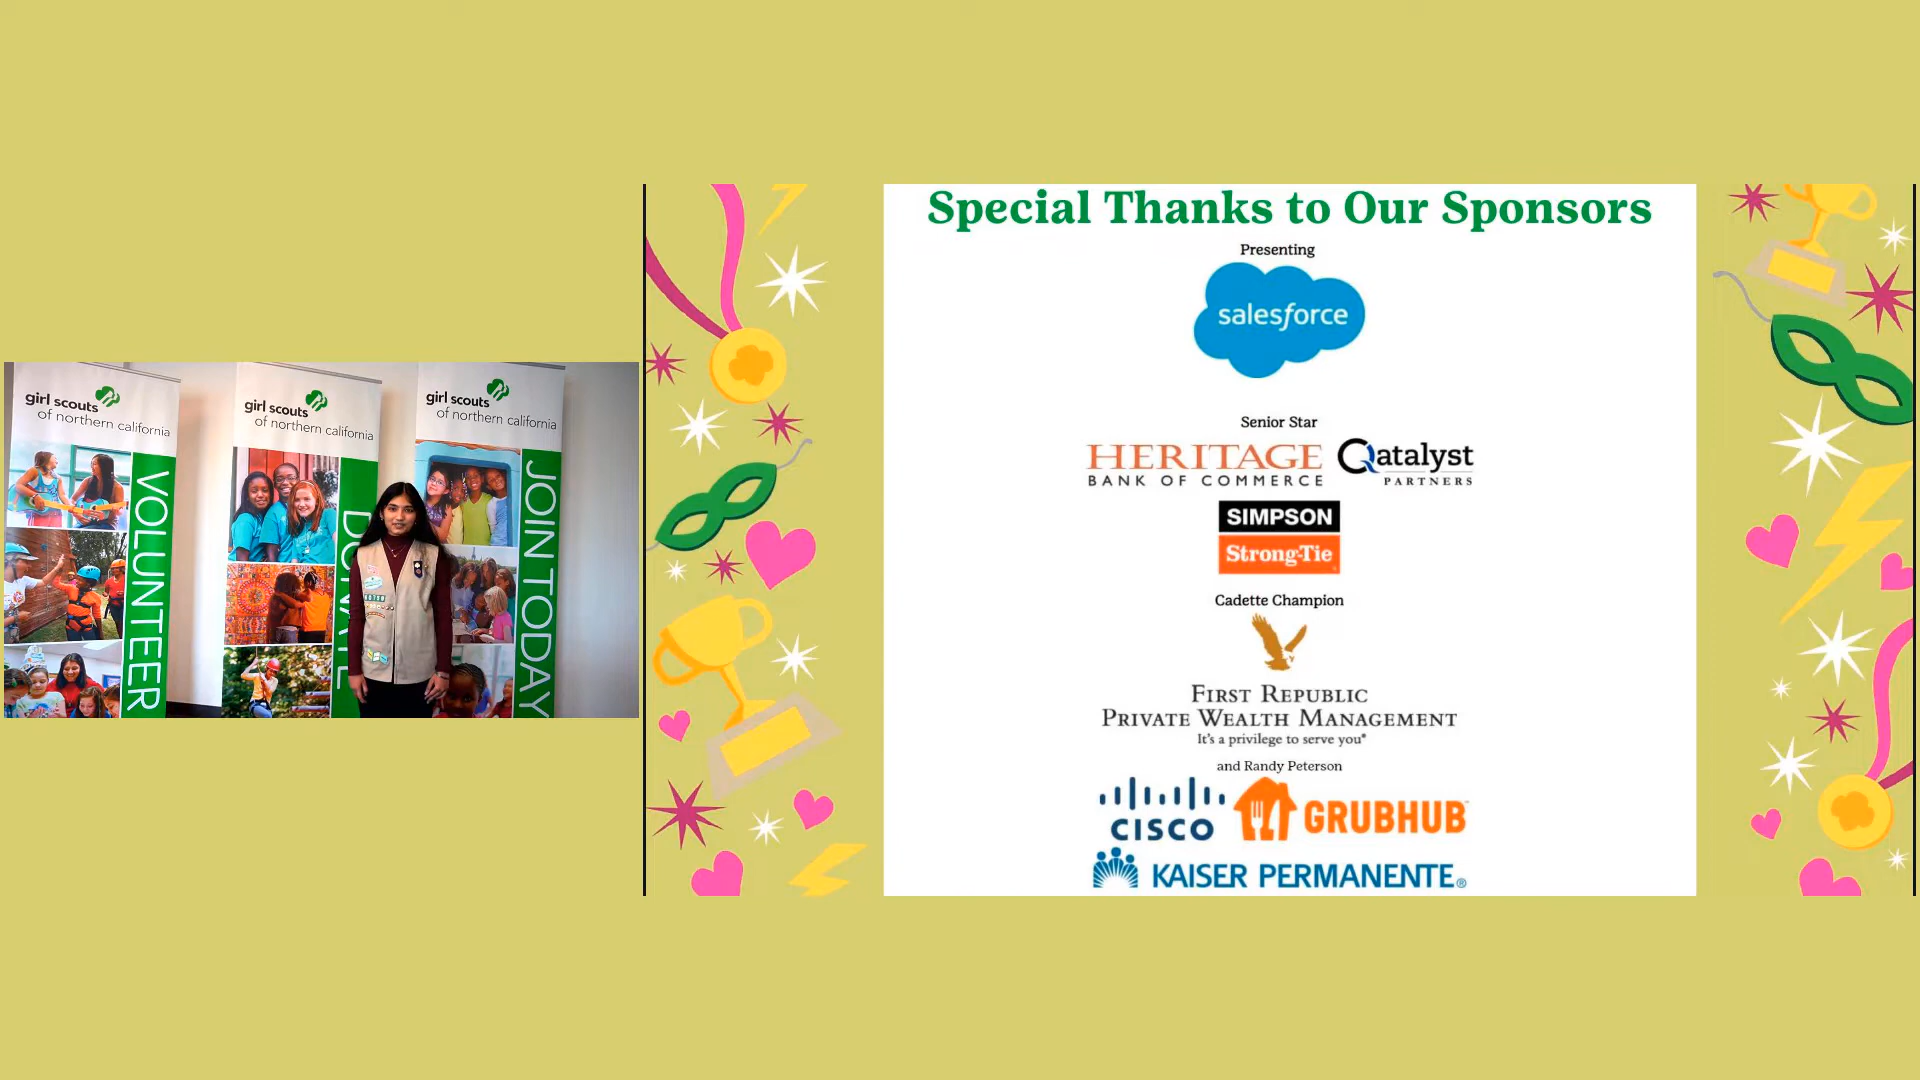 girl scouts
of northern california
VOLUNTEER
girl scouts
of northern california
girl scouts
of northern california
JOIN TODAY
Special Thanks to Our Sponsors
Presenting
salesforce
Senior Star
HERITAGE
BANK OF COMMERCE
Qatalyst
PARTNERS
SIMPSON
Strong-Tie
Cadette Champion
FIRST REPUBLIC
PRIVATE WEALTH MANAGEMENT
It's a privilege to serve you®
and Randy Peterson
CISCO
GRUBHUB
KAISER PERMANENTE®